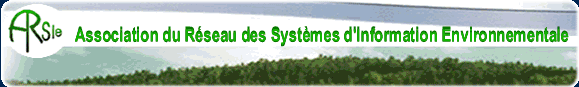 ARSIe Association du Réseau des Systèmes d'Information Environnementale